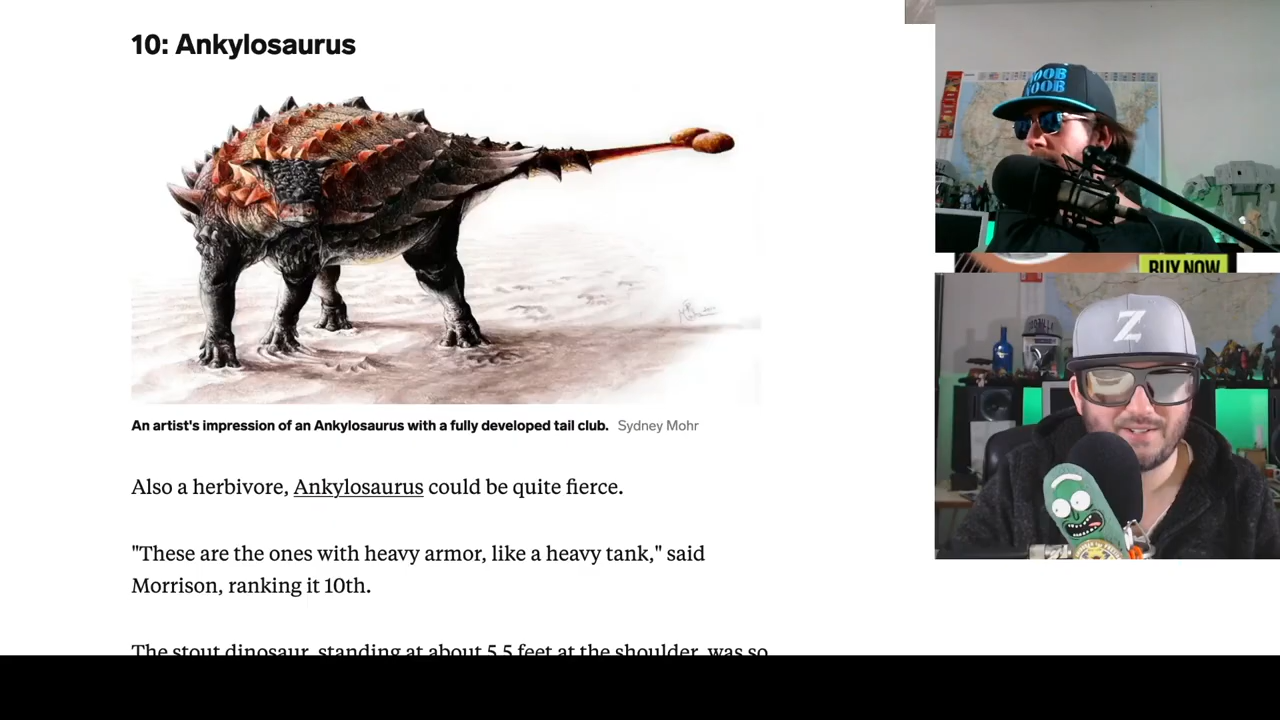 10: Ankylosaurus
An artist's impression of an Ankylosaurus with a fully developed tail club. Sydney Mohr
Also a herbivore, Ankylosaurus could be quite fierce.
"These are the ones with heavy armor, like a heavy tank," said
Morrison, ranking it 10th.
The stout dinosaur, standing at about 5.5 feet at the shoulder, was so
NOOB
NOOB
BUY NOW
Z